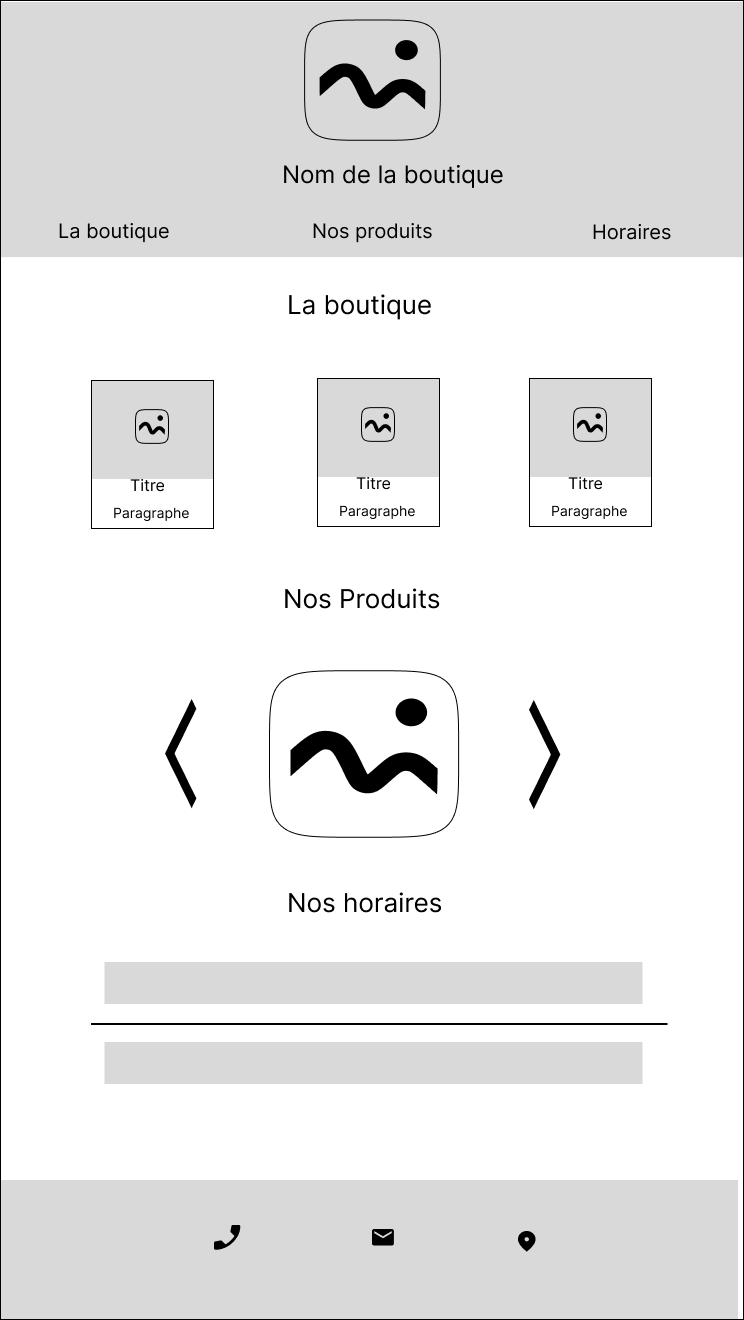 Nom de la boutique
La boutique Nos produits Horaires
La boutique
Titre Titre Titre
Paragraphe Paragraphe Paragraphe
Nos Produits
Nos horaires